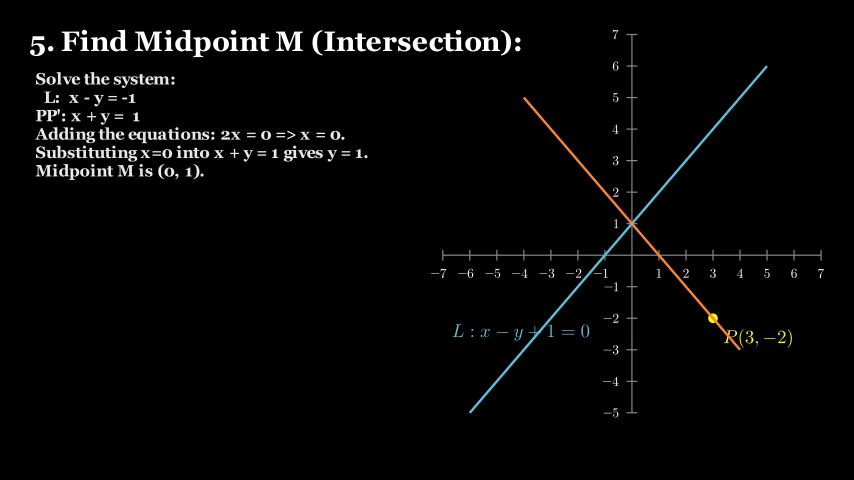 5. Find Midpoint M (Intersection):
Solve the system:
L: x - y = -1
PP': x + y = 1
Adding the equations: 2x = 0 => x = 0.
Substituting x=0 into x + y = 1 gives y = 1.
Midpoint M is (0, 1).
7
6
5
4
3
2
1
−7 −6 −5 −4 −3 −2 −1 1 2 3 4 5 6 7
−1
−2
L : x − y + 1 = 0
P(3, −2)
−3
−4
−5